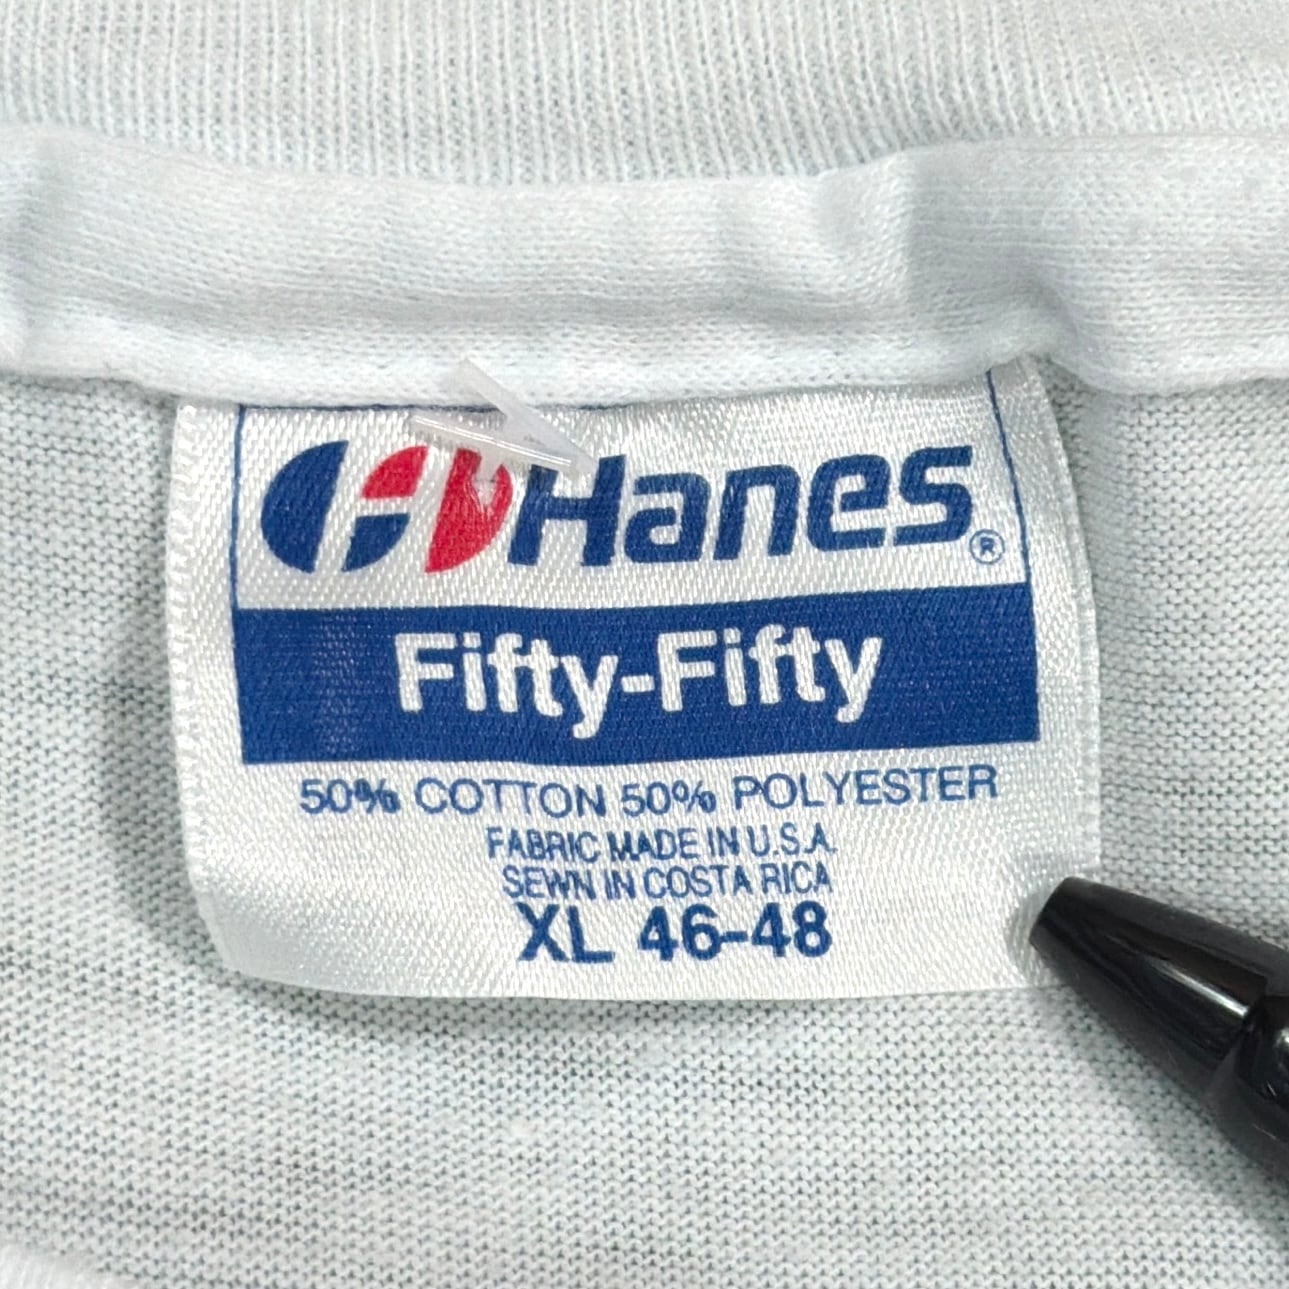 Hanes®
Fifty-Fifty
50% COTTON 50% POLYESTER
FABRIC MADE IN U.S.A.
SEWN IN COSTA RICA
XL 46-48